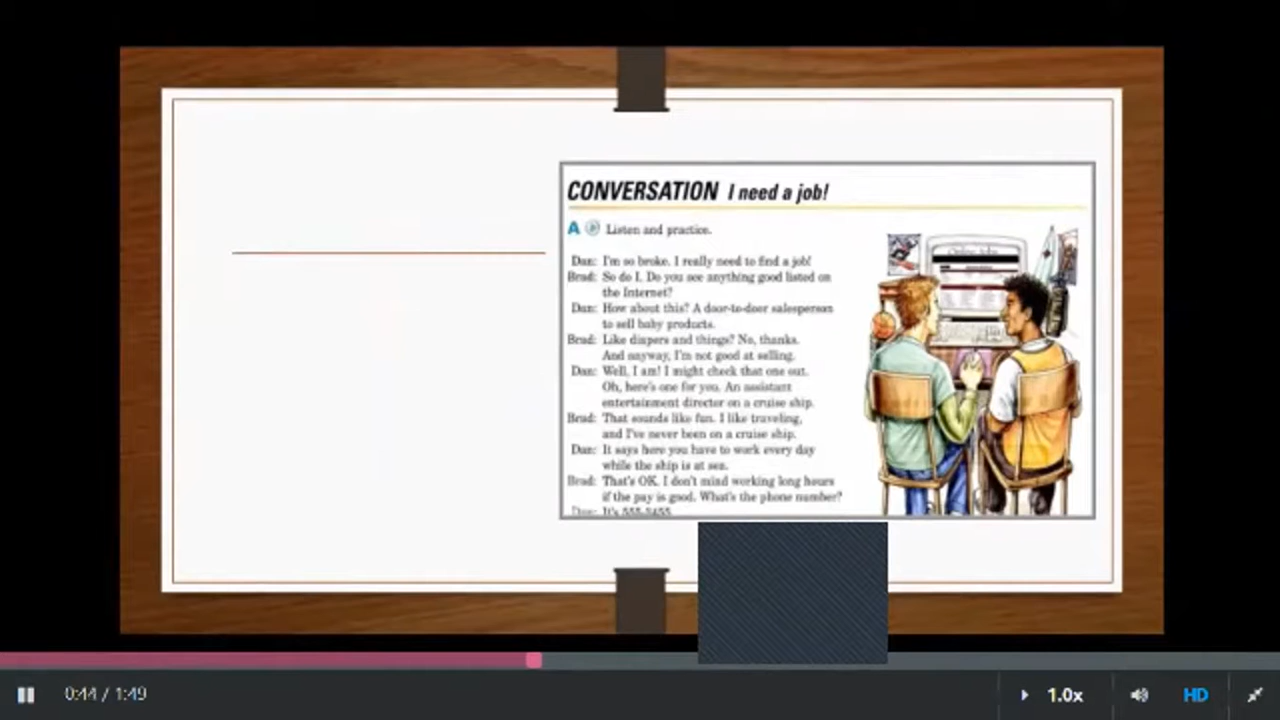 CONVERSATION I need a job!
A Listen and practice.
Dan: I'm so broke. I really need to find a job!
Brad: So do I. Do you see anything good listed on
the Internet?
Dan: How about this? A door-to-door salesperson
to sell baby products.
Brad: Like diapers and things? No, thanks.
And anyway, I'm not good at selling.
Dan: Well, I am! I might check that one out.
Oh, here's one for you. An assistant
entertainment director on a cruise ship.
Brad: That sounds like fun. I like traveling,
and I've never been on a cruise ship.
Dan: It says here you have to work every day
while the ship is at sea.
Brad: That's OK. I don't mind working long hours
if the pay is good. What's the phone number?
Dan: It's 555-3455.
Online Jobs
0:44 / 1:49
1.0x
HD